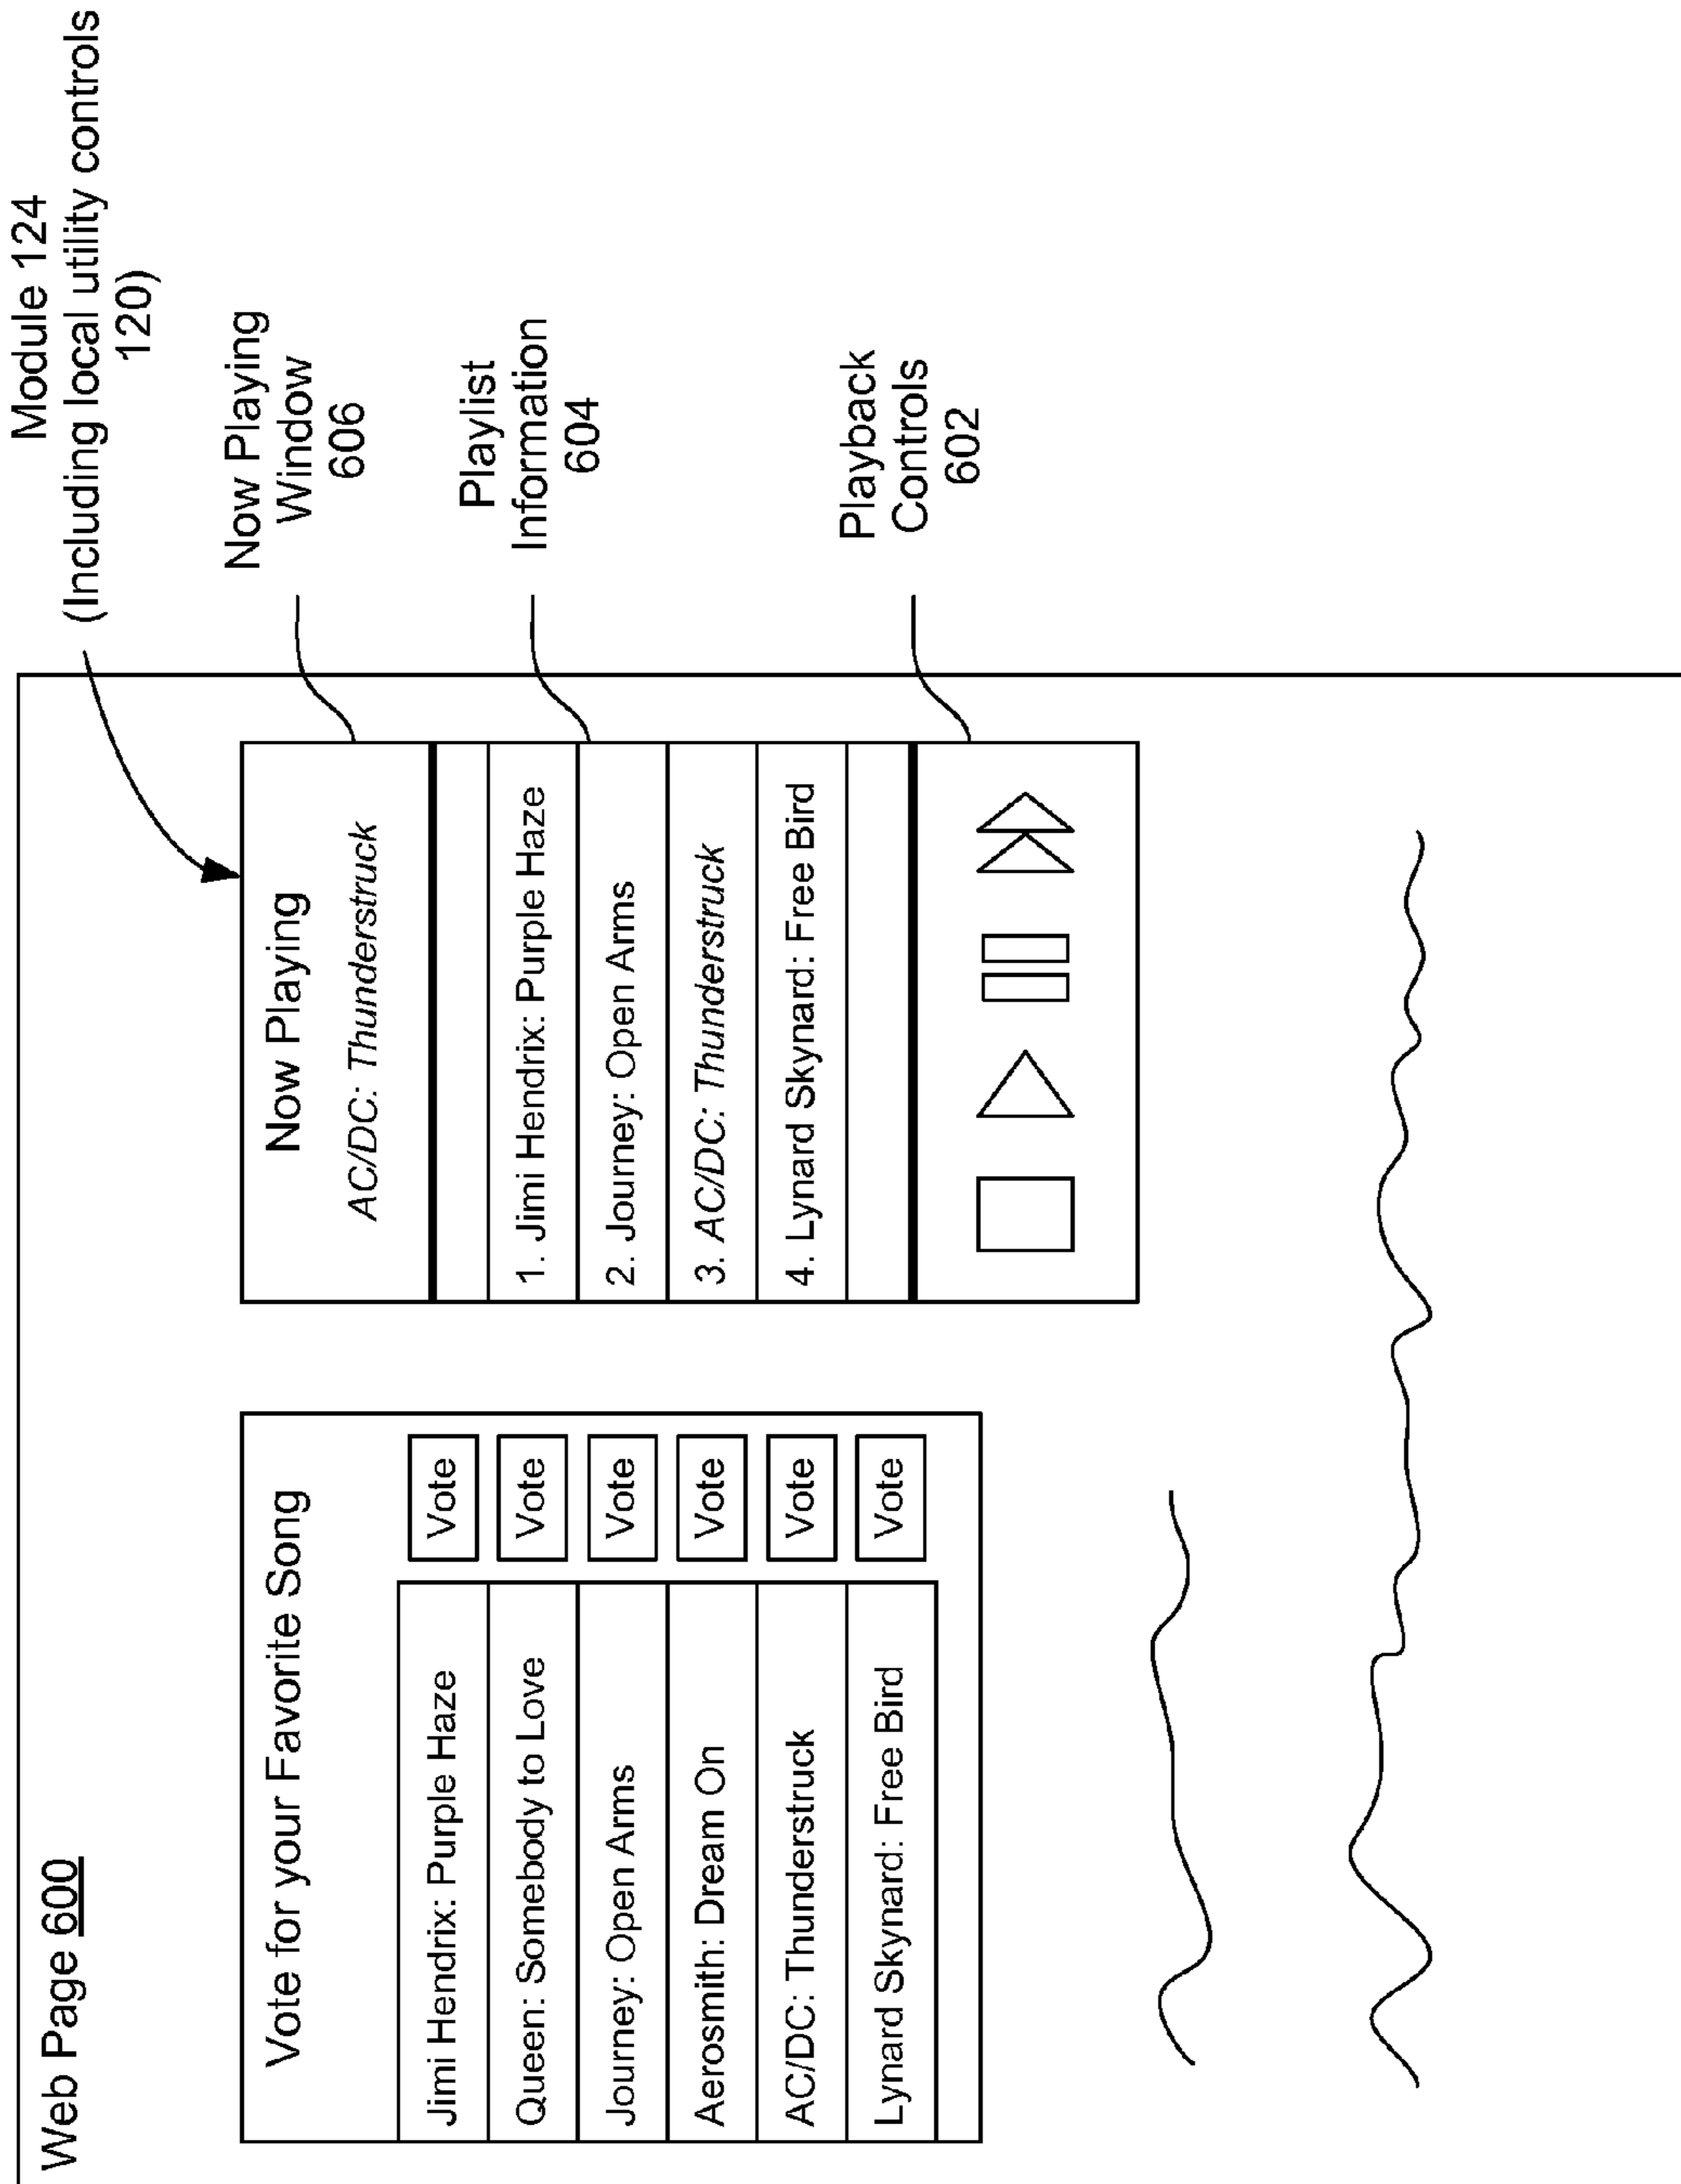 Web Page 600
Vote for your Favorite Song
Jimi Hendrix: Purple Haze
Vote
Queen: Somebody to Love
Vote
Journey: Open Arms
Vote
Aerosmith: Dream On
Vote
AC/DC: Thunderstruck
Vote
Lynard Skynard: Free Bird
Vote
Now Playing
AC/DC: Thunderstruck
1. Jimi Hendrix: Purple Haze
2. Journey: Open Arms
3. AC/DC: Thunderstruck
4. Lynard Skynard: Free Bird
Module 124
(Including local utility controls
120)
Now Playing
Window
606
Playlist
Information
604
Playback
Controls
602